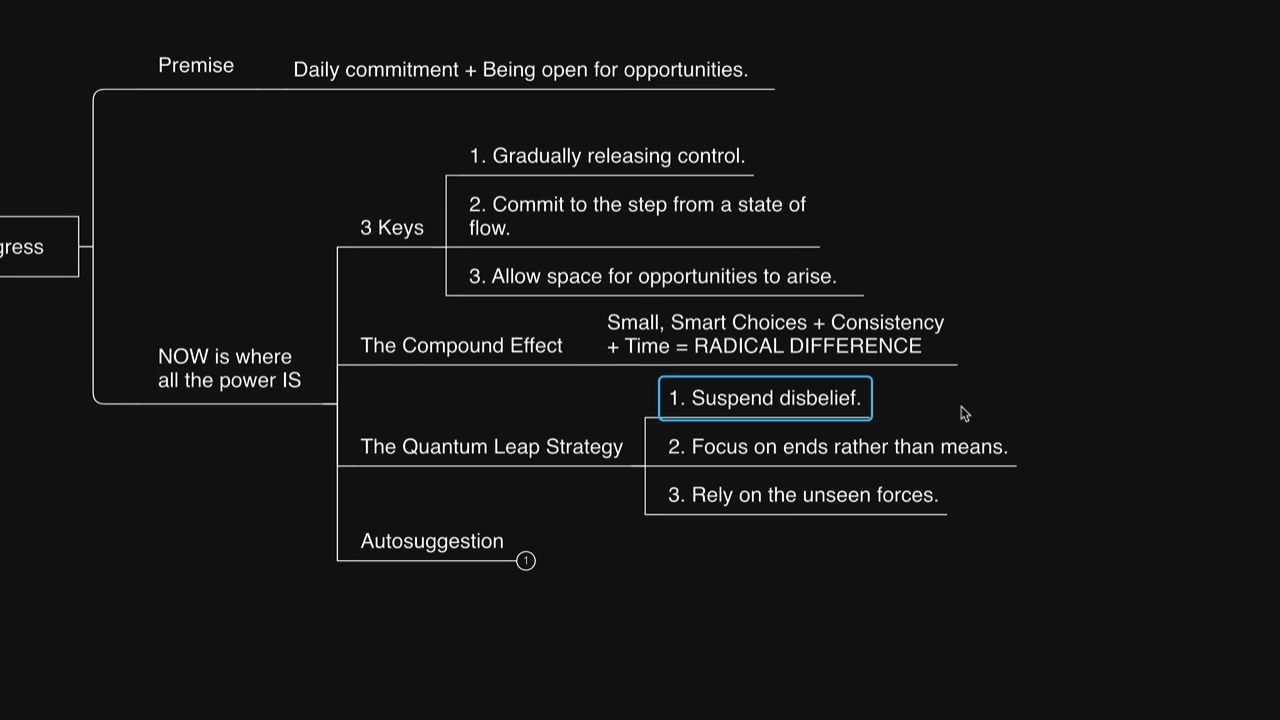 Premise
Daily commitment + Being open for opportunities.
1. Gradually releasing control.
2. Commit to the step from a state of
flow.
3 Keys
3. Allow space for opportunities to arise.
gress
NOW is where
all the power IS
The Compound Effect
Small, Smart Choices + Consistency
+ Time = RADICAL DIFFERENCE
The Quantum Leap Strategy
1. Suspend disbelief.
2. Focus on ends rather than means.
3. Rely on the unseen forces.
Autosuggestion
1